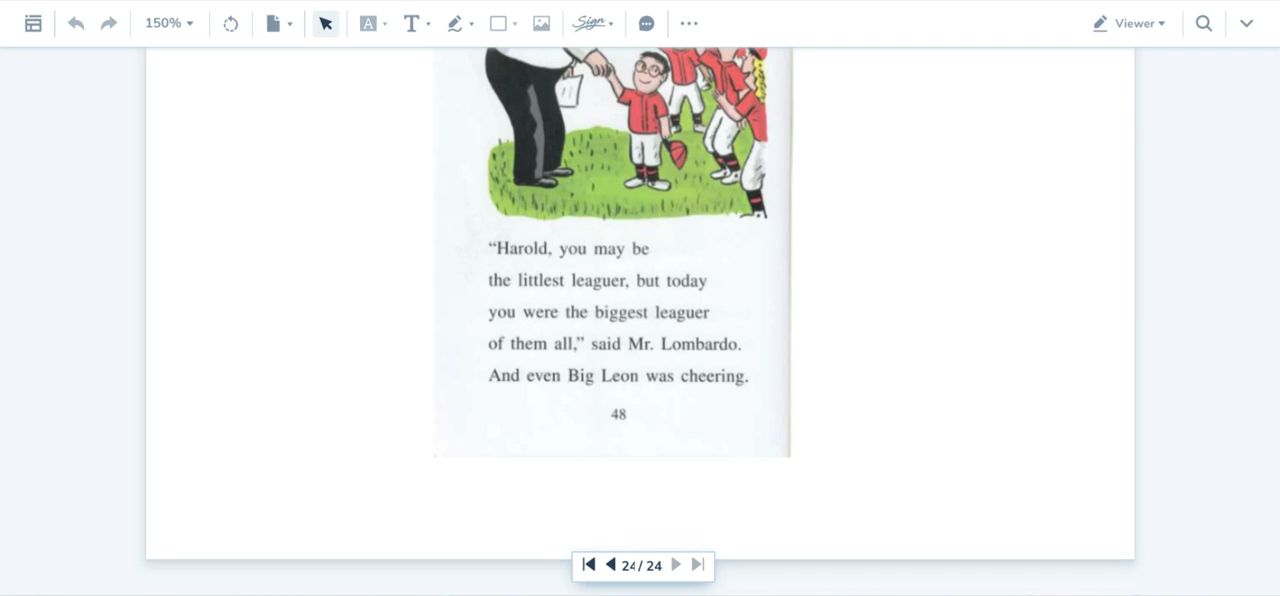 150%
A
T
Sign
Viewer
“Harold, you may be
the littlest leaguer, but today
you were the biggest leaguer
of them all,” said Mr. Lombardo.
And even Big Leon was cheering.
48
24 / 24